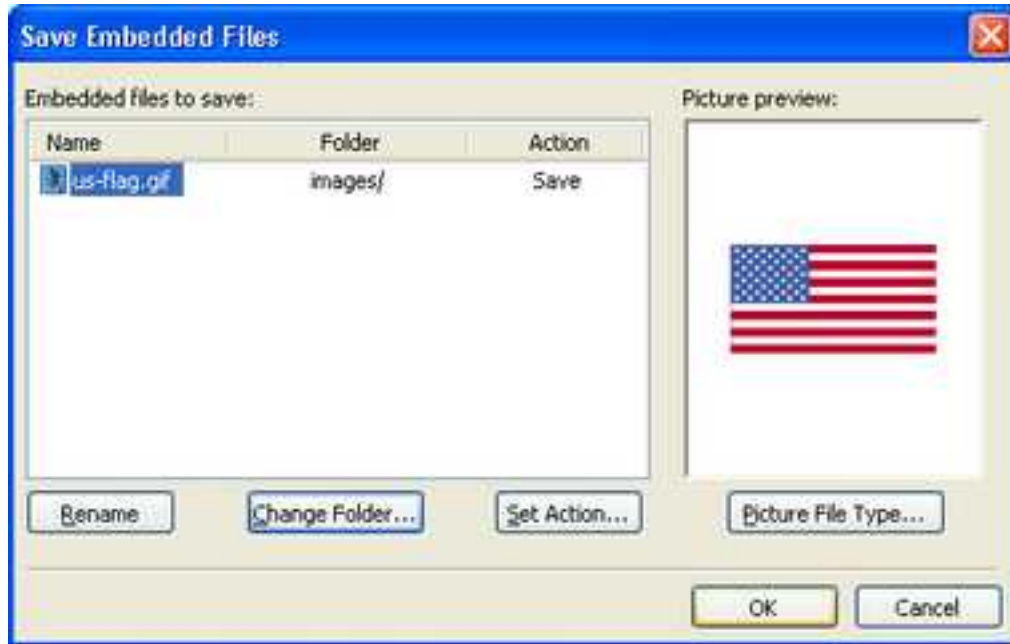 Save Embedded Files
Embedded files to save:
Picture preview:
Name Folder Action
us-flag.gif images/ Save
Rename Change Folder... Set Action... Picture File Type...
OK Cancel